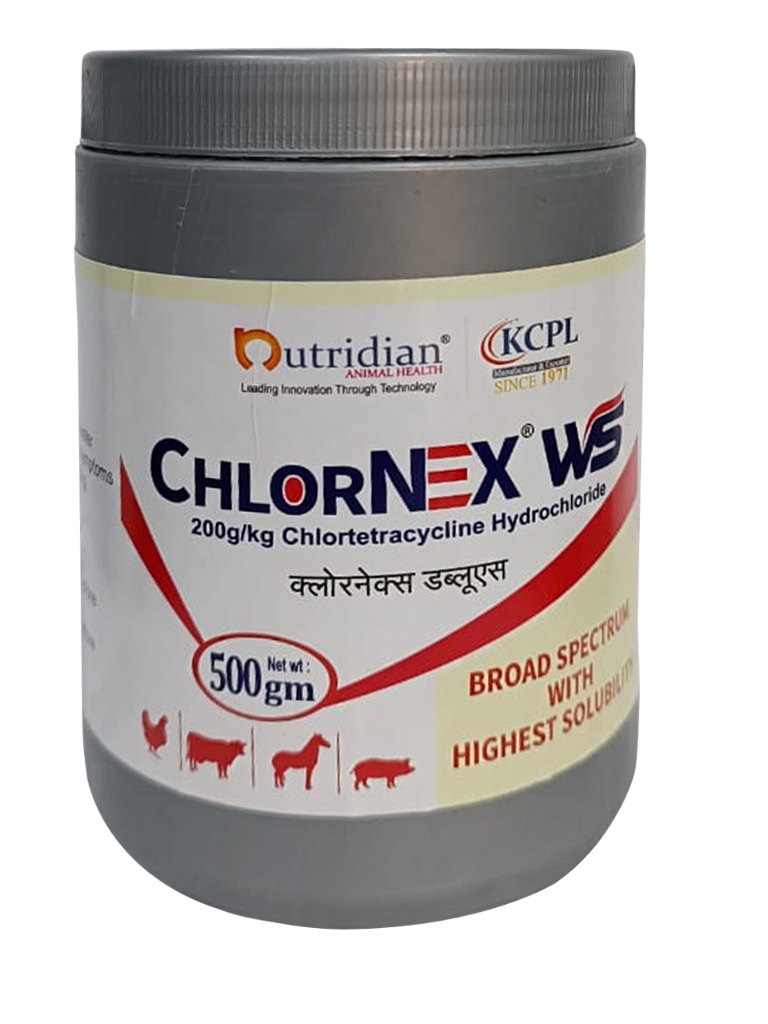 nutridian®
ANIMAL HEALTH
Leading Innovation Through Technology
KCPL
Manufacturer & Exporter
SINCE 1971
CHLORNEX® WS
200g/kg Chlortetracycline Hydrochloride
क्लोरनेक्स डब्लूएस
Net wt :
500gm
BROAD SPECTRUM
WITH
HIGHEST SOLUBILITY